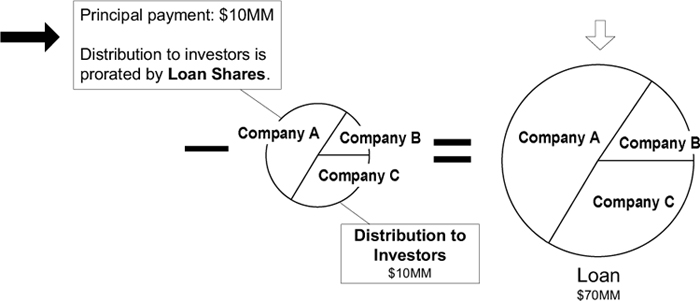 Principal payment: $10MM
Distribution to investors is
prorated by Loan Shares.
Company A
Company B
Company C
Distribution to
Investors
$10MM
Company A
Company B
Company C
Loan
$70MM